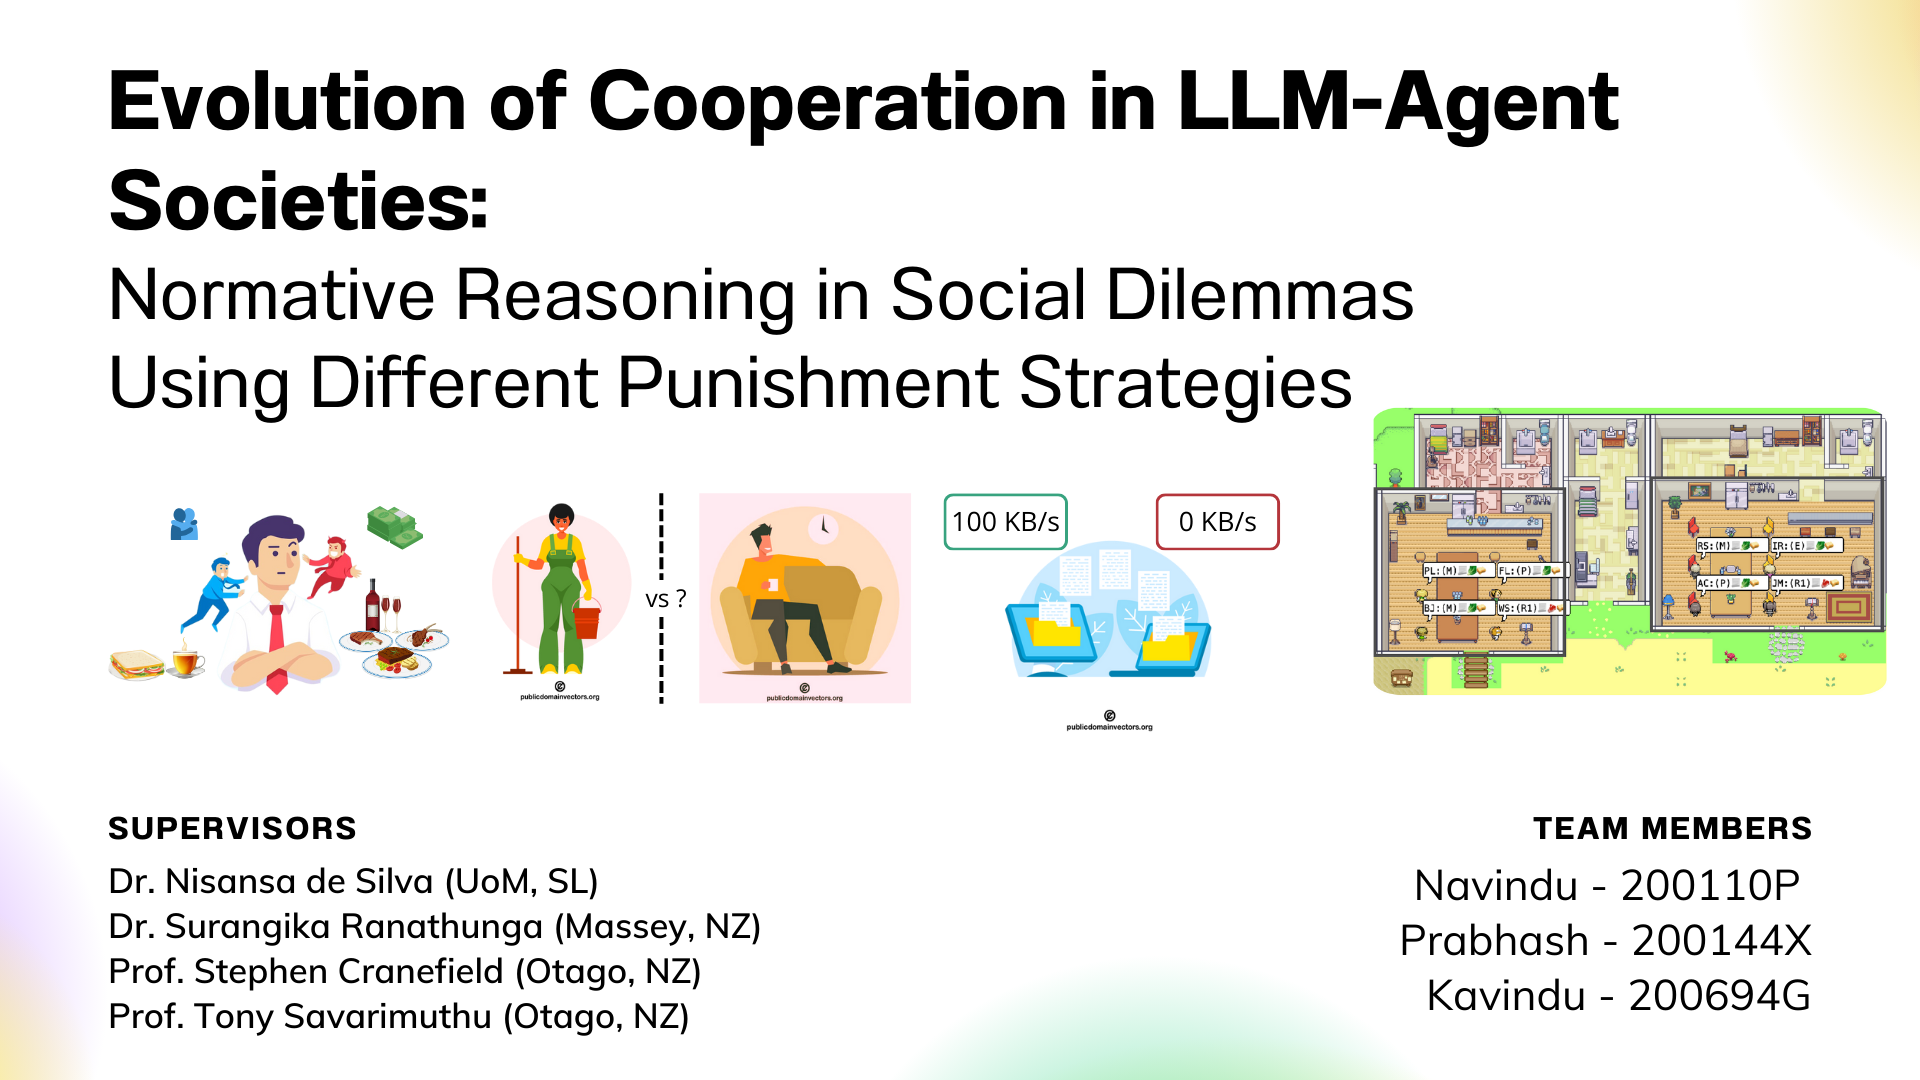 Evolution of Cooperation in LLM-Agent
Societies:
Normative Reasoning in Social Dilemmas
Using Different Punishment Strategies
vs ?
publicdomainvectors.org
publicdomainvectors.org
100 KB/s
0 KB/s
publicdomainvectors.org
RS:(M)
IR:(E)
PL:(M)
FL:(P)
AC:(P)
JM:(R1)
BJ:(M)
WS:(R1)
SUPERVISORS
Dr. Nisansa de Silva (UoM, SL)
Dr. Surangika Ranathunga (Massey, NZ)
Prof. Stephen Cranefield (Otago, NZ)
Prof. Tony Savarimuthu (Otago, NZ)
TEAM MEMBERS
Navindu - 200110P
Prabhash - 200144X
Kavindu - 200694G